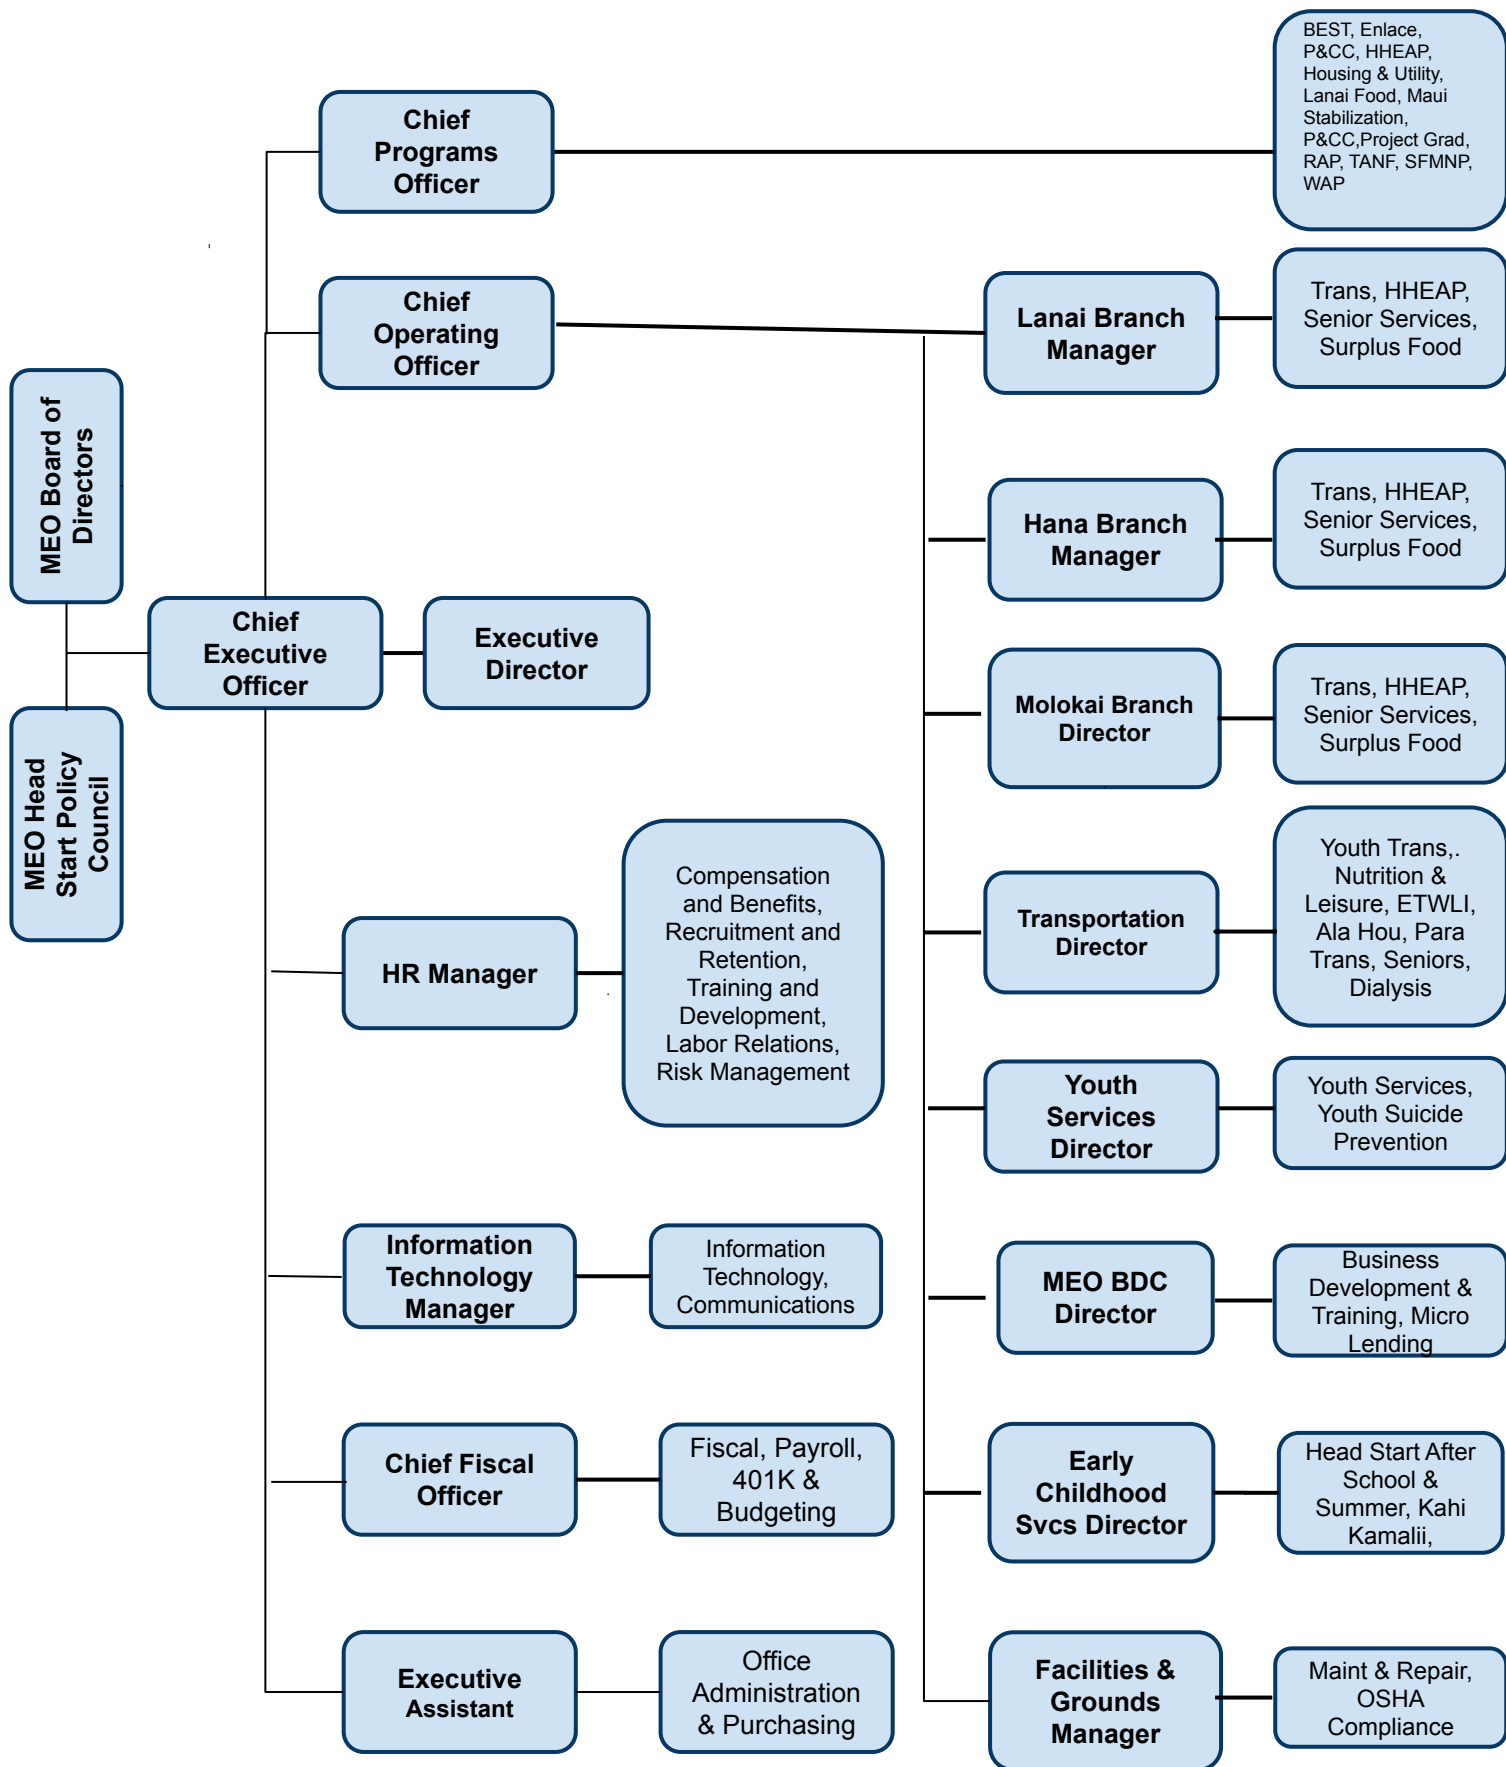 BEST, Enlace,
P&CC, HHEAP,
Housing & Utility,
Lanai Food, Maui
Stabilization,
P&CC,Project Grad,
RAP, TANF, SFMNP,
WAP
Chief
Programs
Officer
Chief
Operating
Officer
Lanai Branch
Manager
Trans, HHEAP,
Senior Services,
Surplus Food
MEO Board of
Directors
Hana Branch
Manager
Trans, HHEAP,
Senior Services,
Surplus Food
Chief
Executive
Officer
Executive
Director
Molokai Branch
Director
Trans, HHEAP,
Senior Services,
Surplus Food
MEO Head
Start Policy
Council
HR Manager
Compensation
and Benefits,
Recruitment and
Retention,
Training and
Development,
Labor Relations,
Risk Management
Transportation
Director
Youth Trans,.
Nutrition &
Leisure, ETWLI,
Ala Hou, Para
Trans, Seniors,
Dialysis
Youth
Services
Director
Youth Services,
Youth Suicide
Prevention
Information
Technology
Manager
Information
Technology,
Communications
MEO BDC
Director
Business
Development &
Training, Micro
Lending
Chief Fiscal
Officer
Fiscal, Payroll,
401K &
Budgeting
Early
Childhood
Svcs Director
Head Start After
School &
Summer, Kahi
Kamalii,
Executive
Assistant
Office
Administration
& Purchasing
Facilities &
Grounds
Manager
Maint & Repair,
OSHA
Compliance